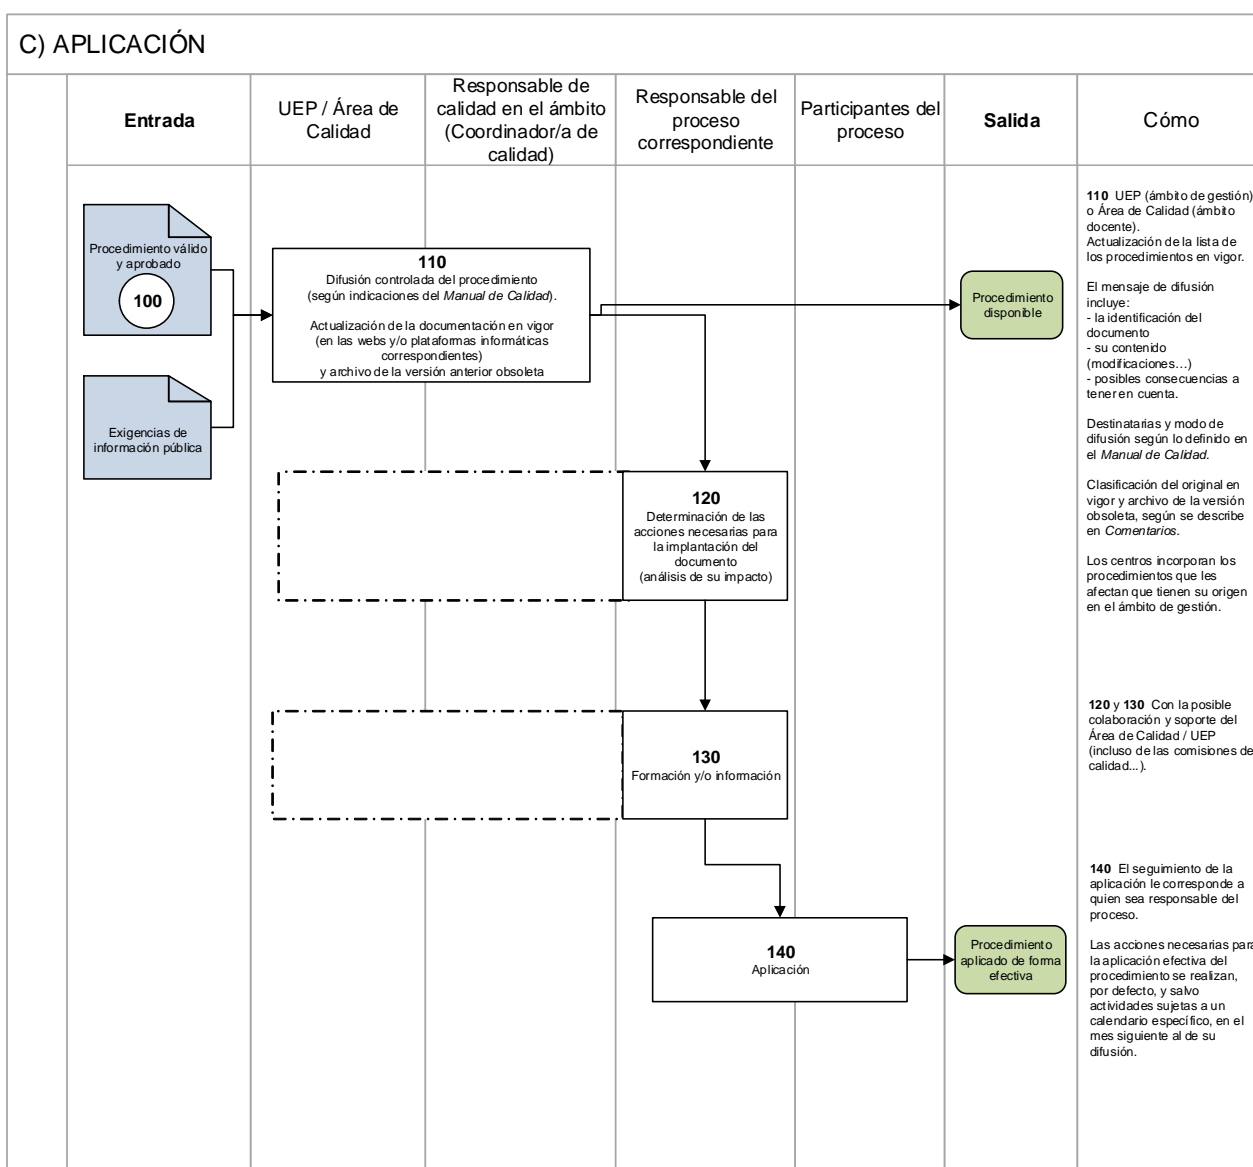 C) APLICACIÓN
Entrada
UEP / Área de
Calidad
Responsable de
calidad en el ámbito
(Coordinador/a de
calidad)
Responsable del
proceso
correspondiente
Participantes del
proceso
Salida
Cómo
Procedimiento válido
y aprobado
100
Exigencias de
información pública
110
Difusión controlada del procedimiento
(según indicaciones del Manual de Calidad).
Actualización de la documentación en vigor
(en las webs y/o plataformas informáticas
correspondientes)
y archivo de la versión anterior obsoleta
Procedimiento
disponible
120
Determinación de las
acciones necesarias para
la implantación del
documento
(análisis de su impacto)
130
Formación y/o información
140
Aplicación
Procedimiento
aplicado de forma
efectiva
110 UEP (ámbito de gestión)
o Área de Calidad (ámbito
docente).
Actualización de la lista de
los procedimientos en vigor.
El mensaje de difusión
incluye:
- la identificación del
documento
- su contenido
(modificaciones...)
- posibles consecuencias a
tener en cuenta.
Destinatarias y modo de
difusión según lo definido en
el Manual de Calidad.
Clasificación del original en
vigor y archivo de la versión
obsoleta, según se describe
en Comentarios.
Los centros incorporan los
procedimientos que les
afectan que tienen su origen
en el ámbito de gestión.
120 y 130 Con la posible
colaboración y soporte del
Área de Calidad / UEP
(incluso de las comisiones de
calidad...).
140 El seguimiento de la
aplicación le corresponde a
quien sea responsable del
proceso.
Las acciones necesarias para
la aplicación efectiva del
procedimiento se realizan,
por defecto, y salvo
actividades sujetas a un
calendario específico, en el
mes siguiente al de su
difusión.